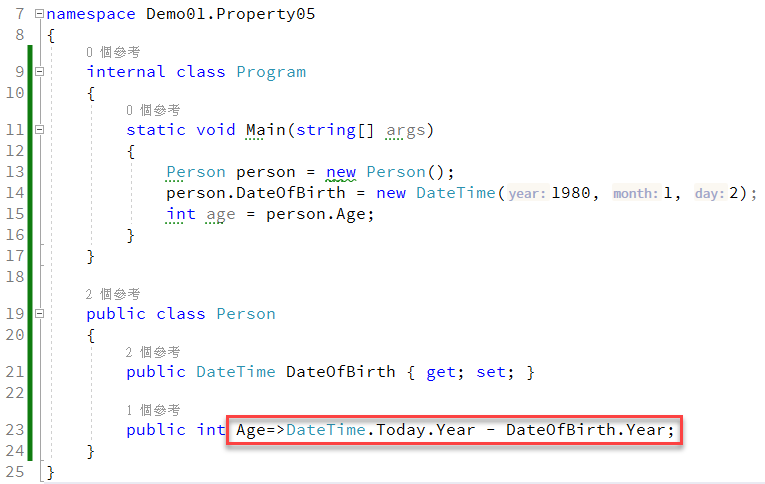 7 namespace Demo01.Property05
8 {
0 個參考
9 internal class Program
10 {
0 個參考
11 static void Main(string[] args)
12 {
13 Person person = new Person();
14 person.DateOfBirth = new DateTime(year:1980, month:1, day:2);
15 int age = person.Age;
16 }
17 }
18
2 個參考
19 public class Person
20 {
2 個參考
21 public DateTime DateOfBirth { get; set; }
22
1 個參考
23 public int Age=>DateTime.Today.Year - DateOfBirth.Year;
24 }
25 }